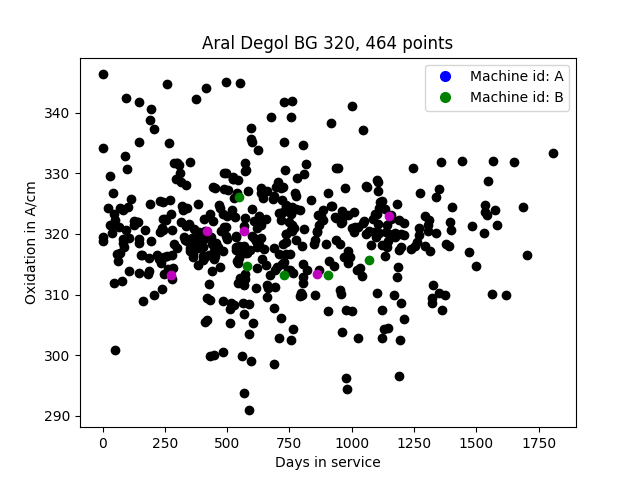 Aral Degol BG 320, 464 points
Machine id: A
Machine id: B
Oxidation in A/cm
340
330
320
310
300
290
0
250
500
750
1000
1250
1500
1750
Days in service